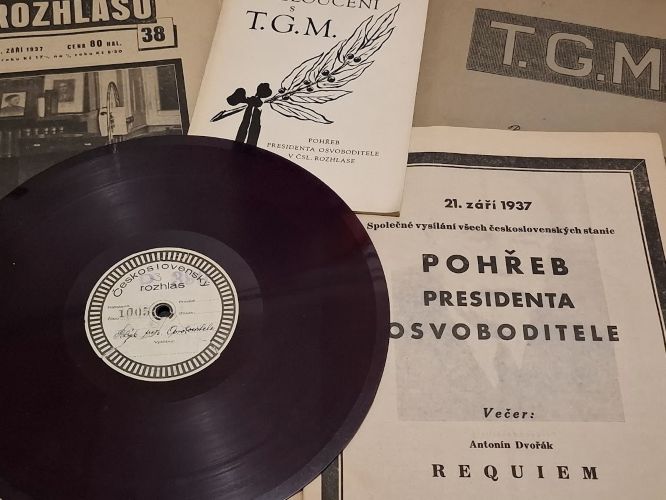 ROZHLASU
ZÁŘÍ 1937 CENA 80 HAL.
38
S
T.G.M.
POHŘEB
PRESIDENTA OSVOBODITELE
V ČSL. ROZHLASE
T.G.M
21. září 1937
Společné vysílání všech československých stanic
POHŘEB
PRESIDENTA
OSVOBODITELE
Večer:
Antonín Dvořák
REQUIEM
Československý
rozhlas
1005